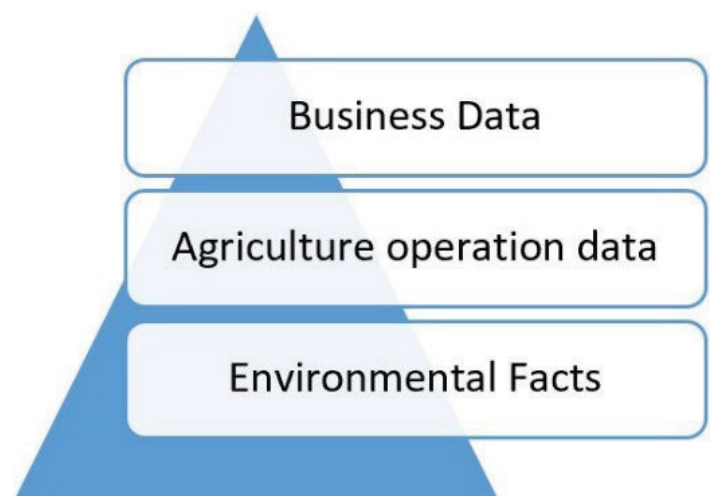 Business Data
Agriculture operation data
Environmental Facts